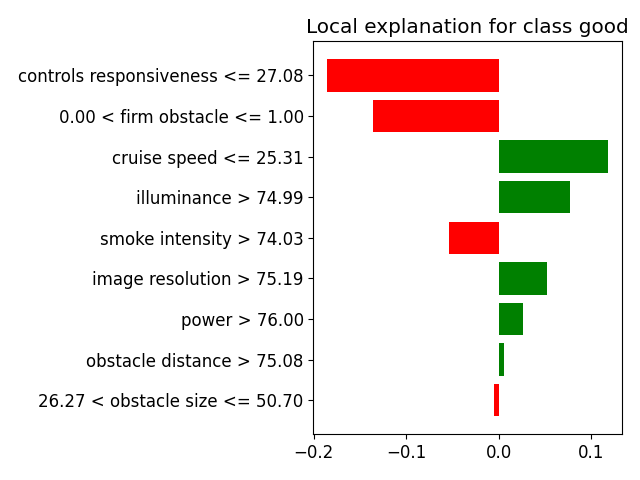 Local explanation for class good
controls responsiveness <= 27.08
0.00 < firm obstacle <= 1.00
cruise speed <= 25.31
illuminance > 74.99
smoke intensity > 74.03
image resolution > 75.19
power > 76.00
obstacle distance > 75.08
26.27 < obstacle size <= 50.70
−0.2 −0.1 0.0 0.1